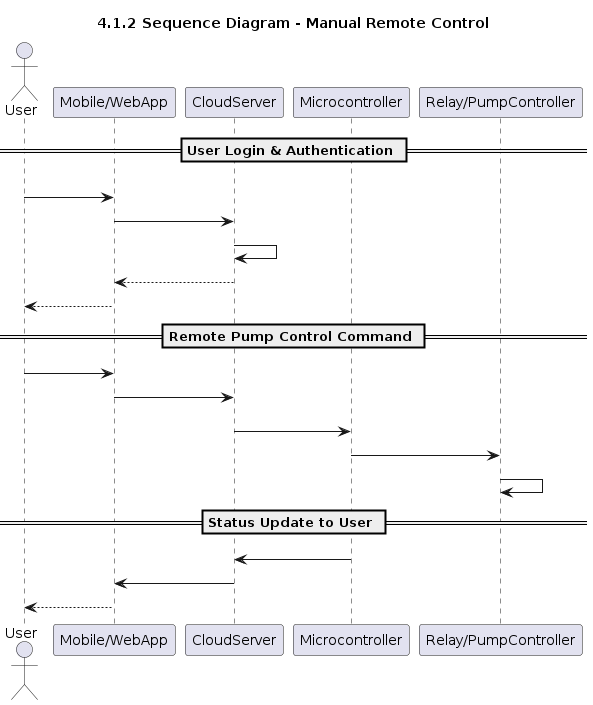 4.1.2 Sequence Diagram - Manual Remote Control
User
Mobile/WebApp
CloudServer
Microcontroller
Relay/PumpController
User Login & Authentication
Remote Pump Control Command
Status Update to User
User
Mobile/WebApp
CloudServer
Microcontroller
Relay/PumpController